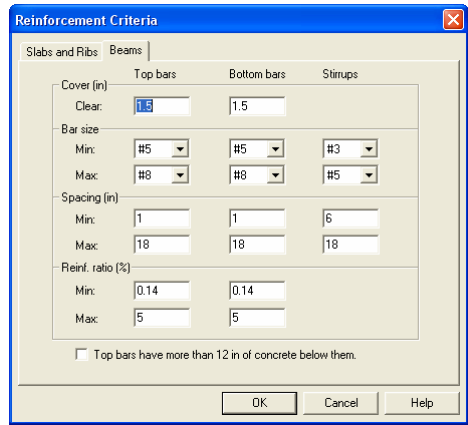 Reinforcement Criteria
Slabs and Ribs Beams
Top bars Bottom bars Stirrups
Cover (in)
Clear: 1.5 1.5
Bar size
Min: #5 #5 #3
Max: #8 #8 #5
Spacing (in)
Min: 1 1 6
Max: 18 18 18
Reinf. ratio (%)
Min: 0.14 0.14
Max: 5 5
Top bars have more than 12 in of concrete below them.
OK Cancel Help